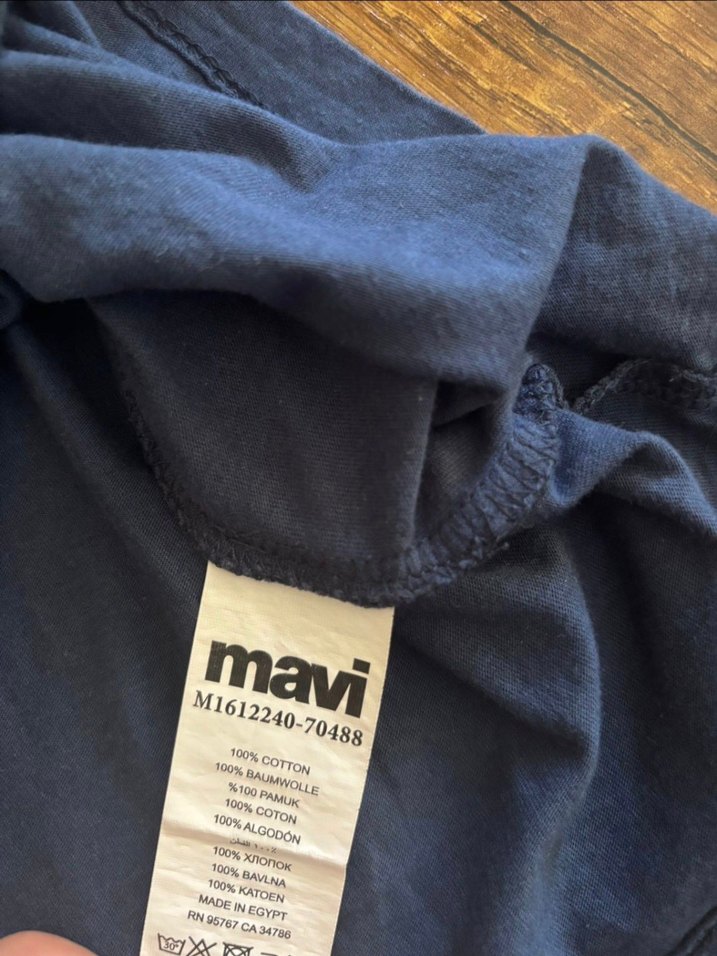 mavi
M1612240-70488
100% COTTON
100% BAUMWOLLE
%100 PAMUK
100% COTON
100% ALGODÓN
100% ХЛОПОК
100% BAVLNA
100% KATOEN
MADE IN EGYPT
RN 95767 CA 34786
30°